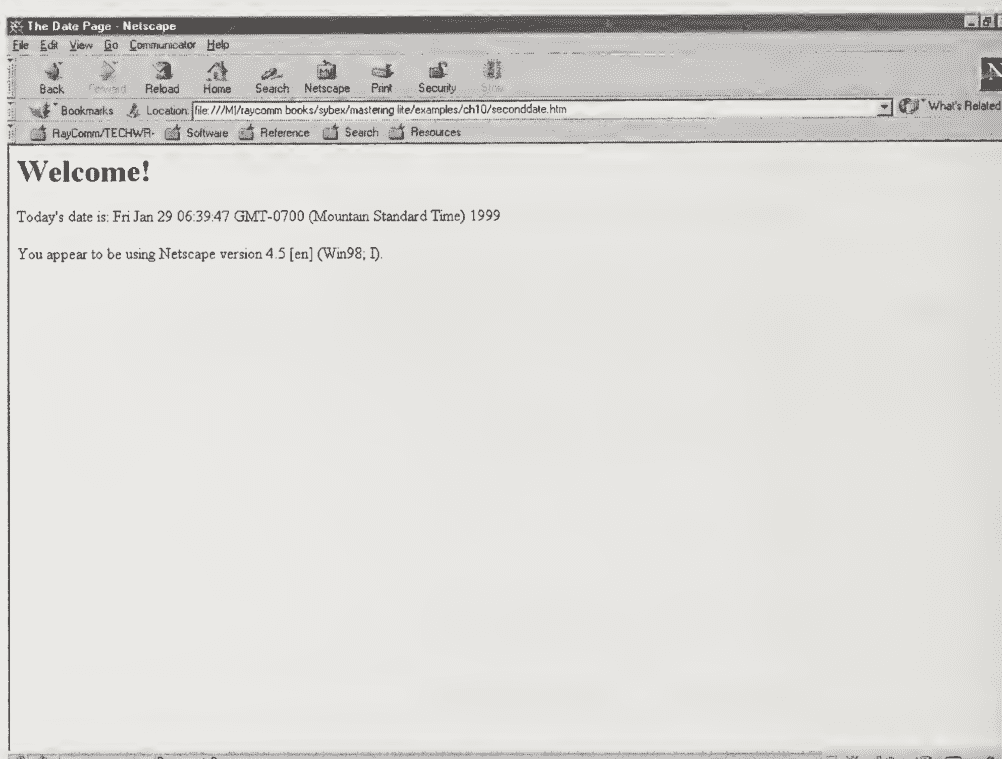 The Date Page - Netscape
File Edit View Go Communicator Help
Back Forward Reload Home Search Netscape Print Security Stop
Bookmarks Location: file:///M|/raycomm books/sybex/mastering lite/examples/ch10/seconddate.htm What's Related
RayComm/TECHWR- Software Reference Search Resources
Welcome!
Today's date is: Fri Jan 29 06:39:47 GMT-0700 (Mountain Standard Time) 1999
You appear to be using Netscape version 4.5 [en] (Win98; I).